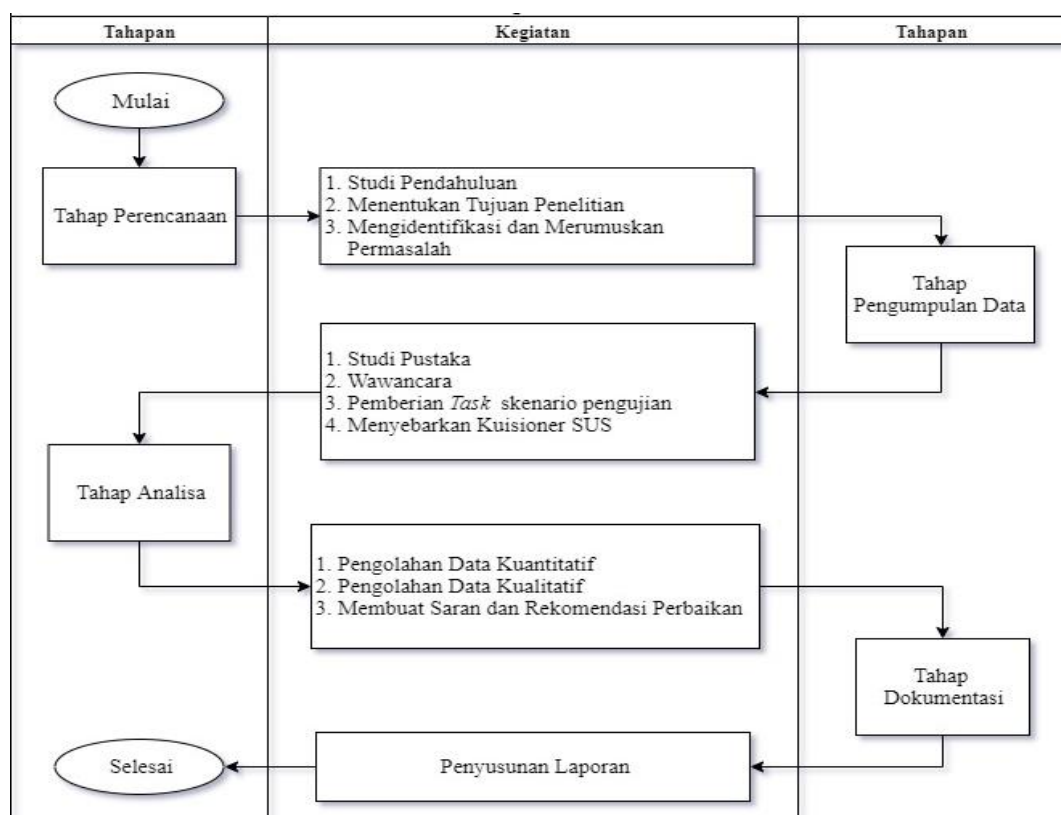 Tahapan
Kegiatan
Tahapan
Mulai
Tahap Perencanaan
1. Studi Pendahuluan
2. Menentukan Tujuan Penelitian
3. Mengidentifikasi dan Merumuskan
Permasalah
Tahap
Pengumpulan Data
1. Studi Pustaka
2. Wawancara
3. Pemberian Task skenario pengujian
4. Menyebarkan Kuisioner SUS
Tahap Analisa
1. Pengolahan Data Kuantitatif
2. Pengolahan Data Kualitatif
3. Membuat Saran dan Rekomendasi Perbaikan
Tahap
Dokumentasi
Penyusunan Laporan
Selesai